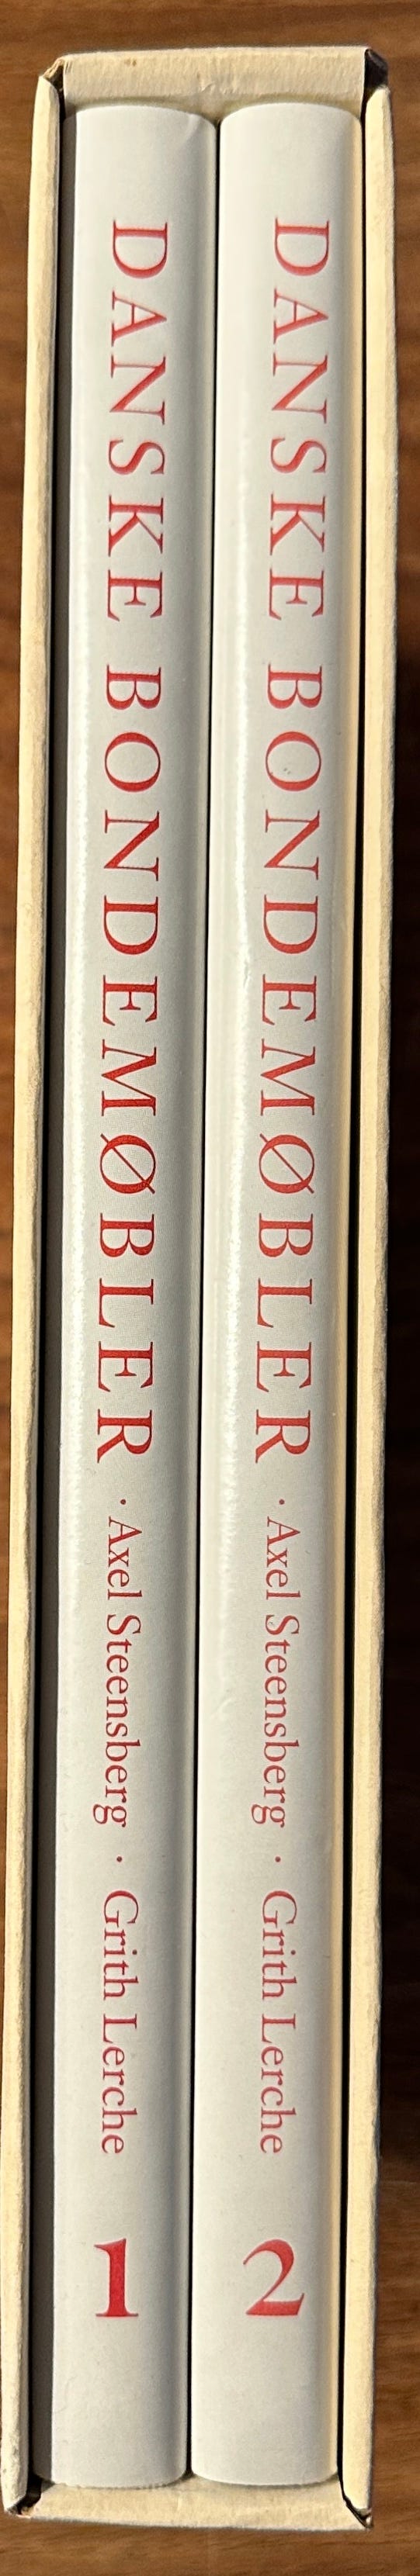 DANSKE BONDEMØBLER · Axel Steensberg · Grith Lerche 1
DANSKE BONDEMØBLER · Axel Steensberg · Grith Lerche 2